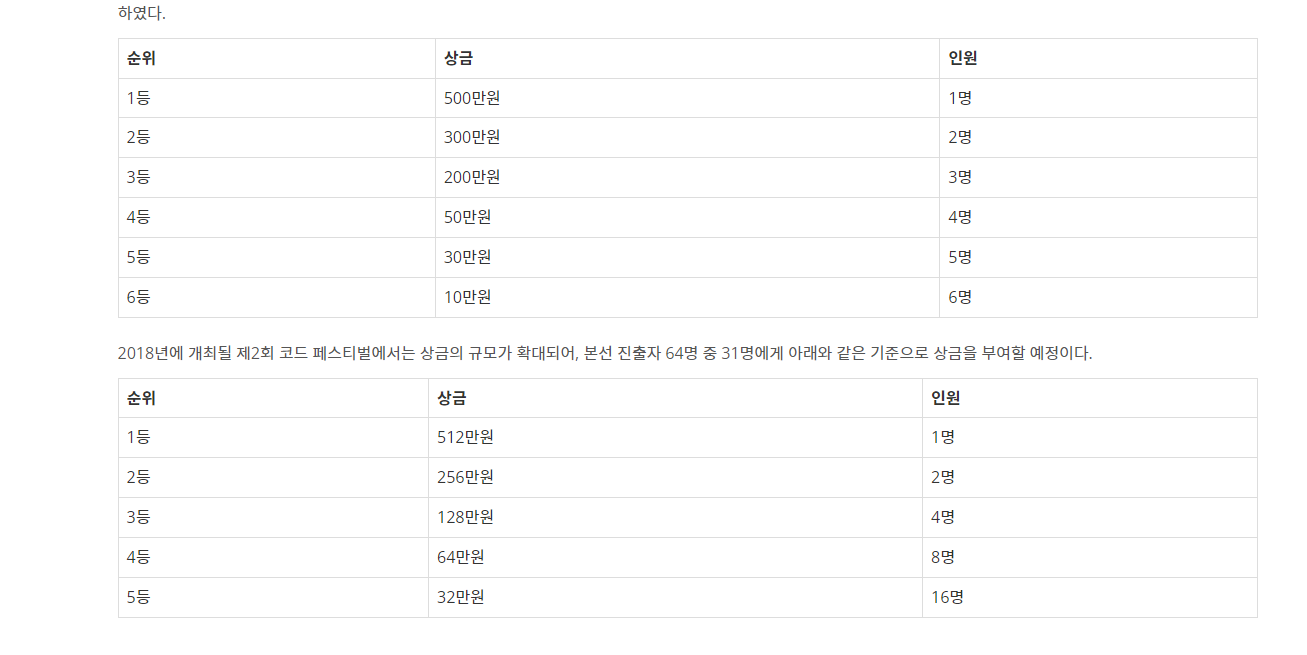 하였다.
순위 상금 인원
1등 500만원 1명
2등 300만원 2명
3등 200만원 3명
4등 50만원 4명
5등 30만원 5명
6등 10만원 6명
2018년에 개최될 제2회 코드 페스티벌에서는 상금의 규모가 확대되어, 본선 진출자 64명 중 31명에게 아래와 같은 기준으로 상금을 부여할 예정이다.
순위 상금 인원
1등 512만원 1명
2등 256만원 2명
3등 128만원 4명
4등 64만원 8명
5등 32만원 16명